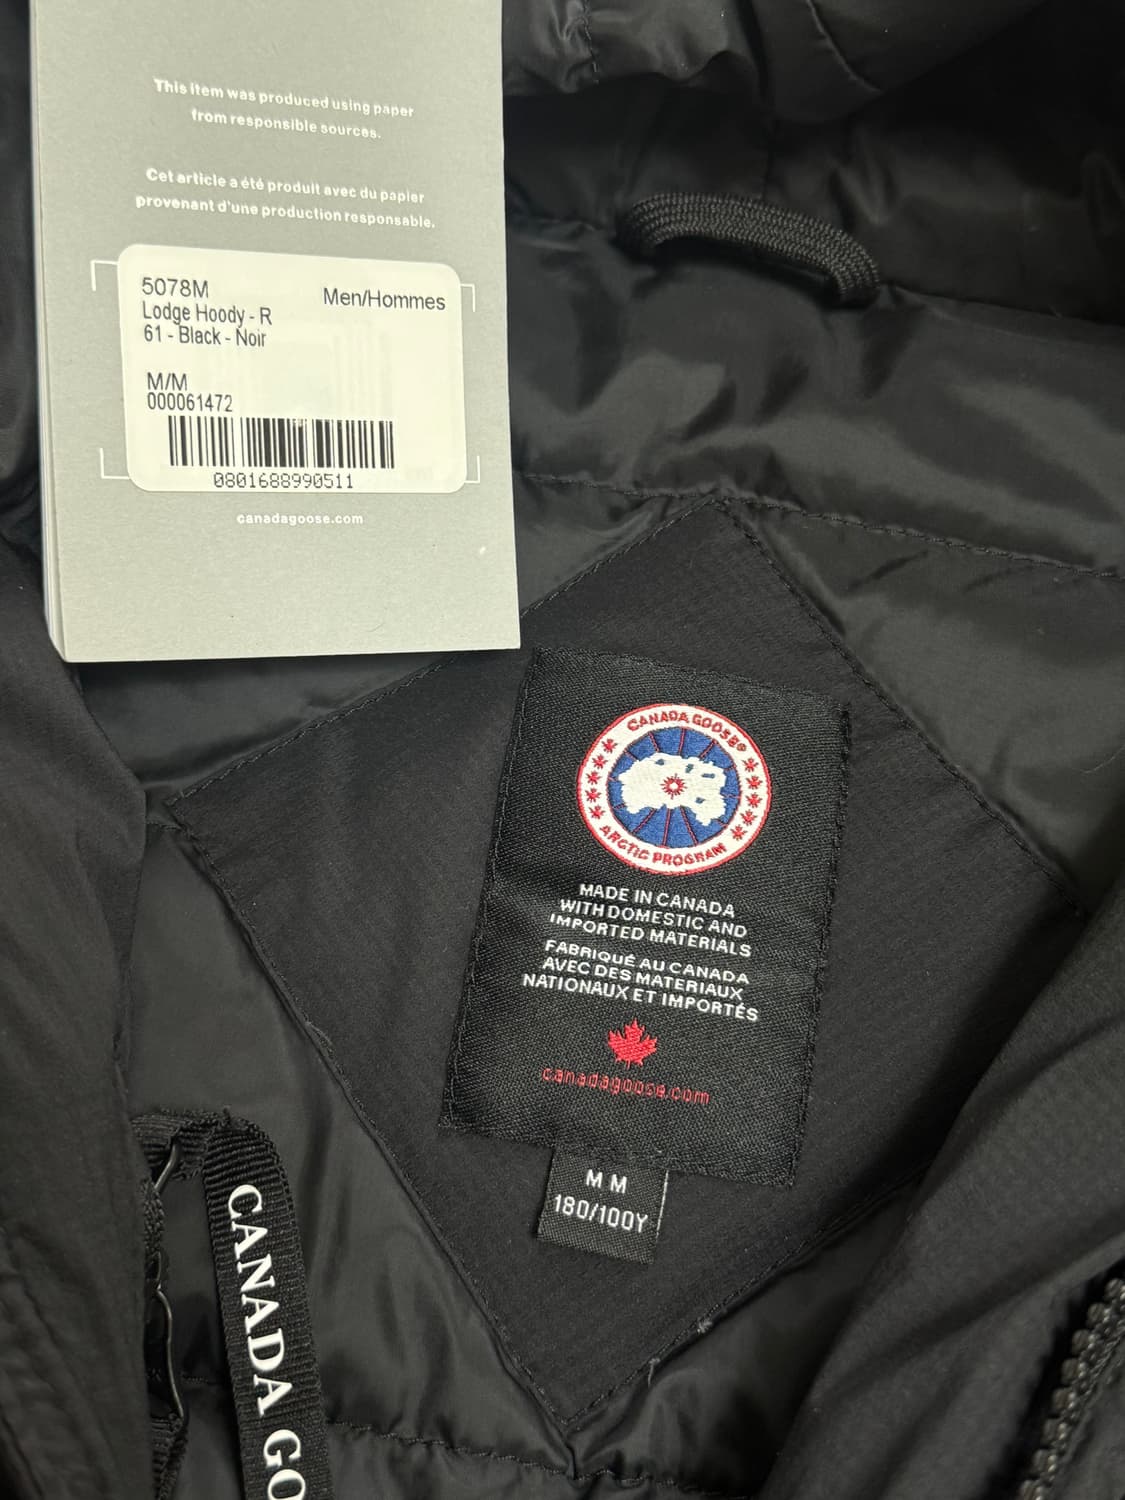 This item was produced using paper
from responsible sources.
Cet article a été produit avec du papier
provenant d'une production responsable.
5078M
Men/Hommes
Lodge Hoody - R
61 - Black - Noir
M/M
000061472
0801688990511
canadagoose.com
CANADA GOOSE®
ARCTIC PROGRAM
MADE IN CANADA
WITH DOMESTIC AND
IMPORTED MATERIALS
FABRIQUÉ AU CANADA
AVEC DES MATERIAUX
NATIONAUX ET IMPORTÉS
canadagoose.com
M M
180/100Y
CANADA GO